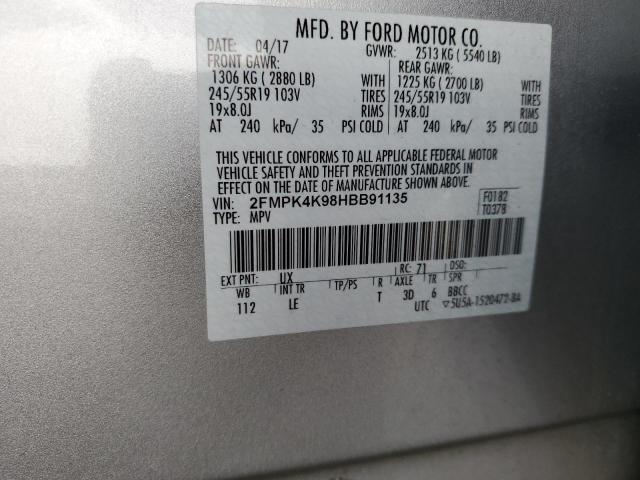 MFD. BY FORD MOTOR CO.
DATE: 04/17 GVWR: 2513 KG ( 5540 LB)
FRONT GAWR: REAR GAWR:
1306 KG ( 2880 LB) WITH 1225 KG ( 2700 LB) WITH
245/55R19 103V TIRES 245/55R19 103V TIRES
19x8.0J RIMS 19x8.0J RIMS
AT 240 kPa/ 35 PSI COLD AT 240 kPa/ 35 PSI COLD
THIS VEHICLE CONFORMS TO ALL APPLICABLE FEDERAL MOTOR
VEHICLE SAFETY AND THEFT PREVENTION STANDARDS IN
EFFECT ON THE DATE OF MANUFACTURE SHOWN ABOVE.
VIN: 2FMPK4K98HBB91135 F0182
TYPE: MPV T0378
EXT PNT: UX RC: 71 DSO:
WB INT TR TP/PS R AXLE TR SPR
112 LE T 3D 6 BBCC
UTC ▽5U5A-1520472-BA